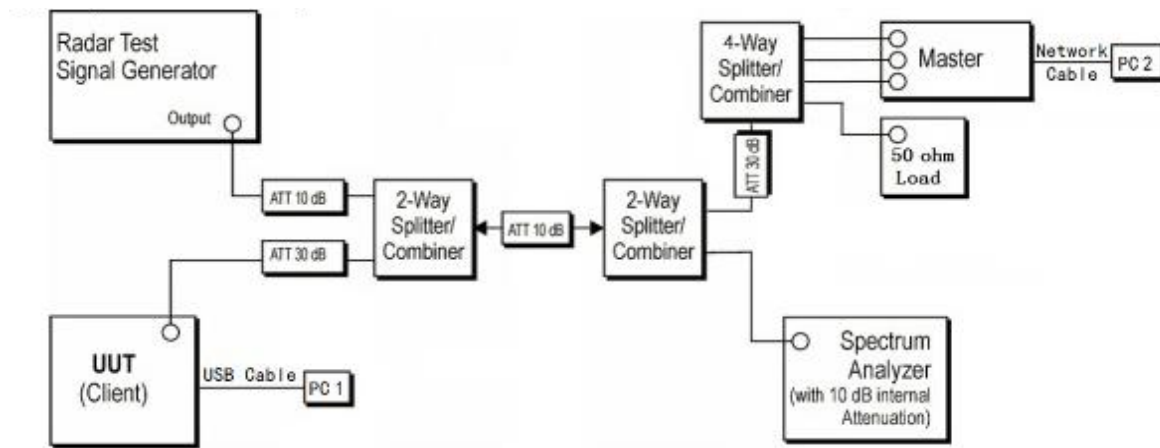 Radar Test
Signal Generator
Output
4-Way
Splitter/
Combiner
Master
Network
Cable
PC 2
50 ohm
Load
ATT 30 dB
ATT 10 dB
2-Way
Splitter/
Combiner
ATT 10 dB
2-Way
Splitter/
Combiner
ATT 30 dB
UUT
(Client)
USB Cable
PC 1
Spectrum
Analyzer
(with 10 dB internal
Attenuation)